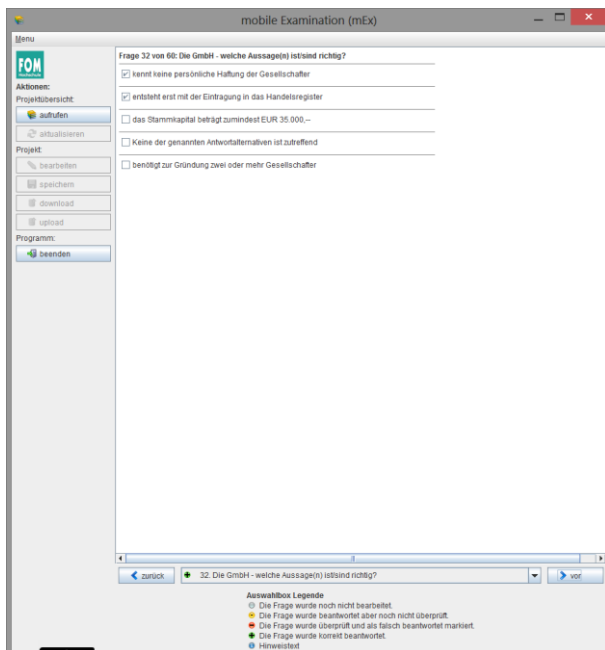 mobile Examination (mEx)
Menu
FOM
Hochschule
Aktionen:
Projektübersicht:
aufrufen
aktualisieren
Projekt:
bearbeiten
speichern
download
upload
Programm:
beenden
Frage 32 von 60: Die GmbH - welche Aussage(n) ist/sind richtig?
kennt keine persönliche Haftung der Gesellschafter
entsteht erst mit der Eintragung in das Handelsregister
das Stammkapital beträgt zumindest EUR 35.000,--
Keine der genannten Antwortalternativen ist zutreffend
benötigt zur Gründung zwei oder mehr Gesellschafter
zurück
32. Die GmbH - welche Aussage(n) ist/sind richtig?
vor
Auswahlbox Legende
Die Frage wurde noch nicht bearbeitet.
Die Frage wurde beantwortet aber noch nicht überprüft.
Die Frage wurde überprüft und als falsch beantwortet markiert.
Die Frage wurde korrekt beantwortet.
Hinweistext